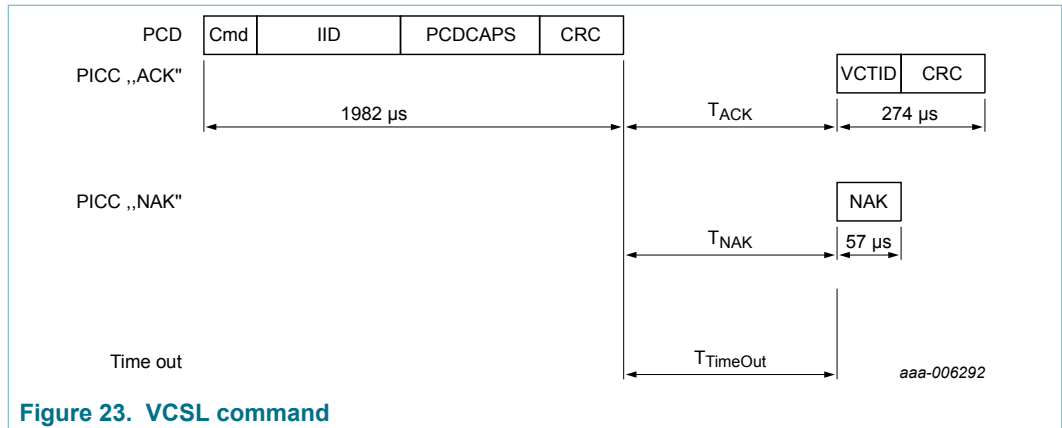 PCD Cmd IID PCDCAPS CRC
PICC ,,ACK" VCTID CRC
1982 µs TACK 274 µs
PICC ,,NAK" NAK
TNAK 57 µs
Time out TTimeOut aaa-006292
Figure 23. VCSL command